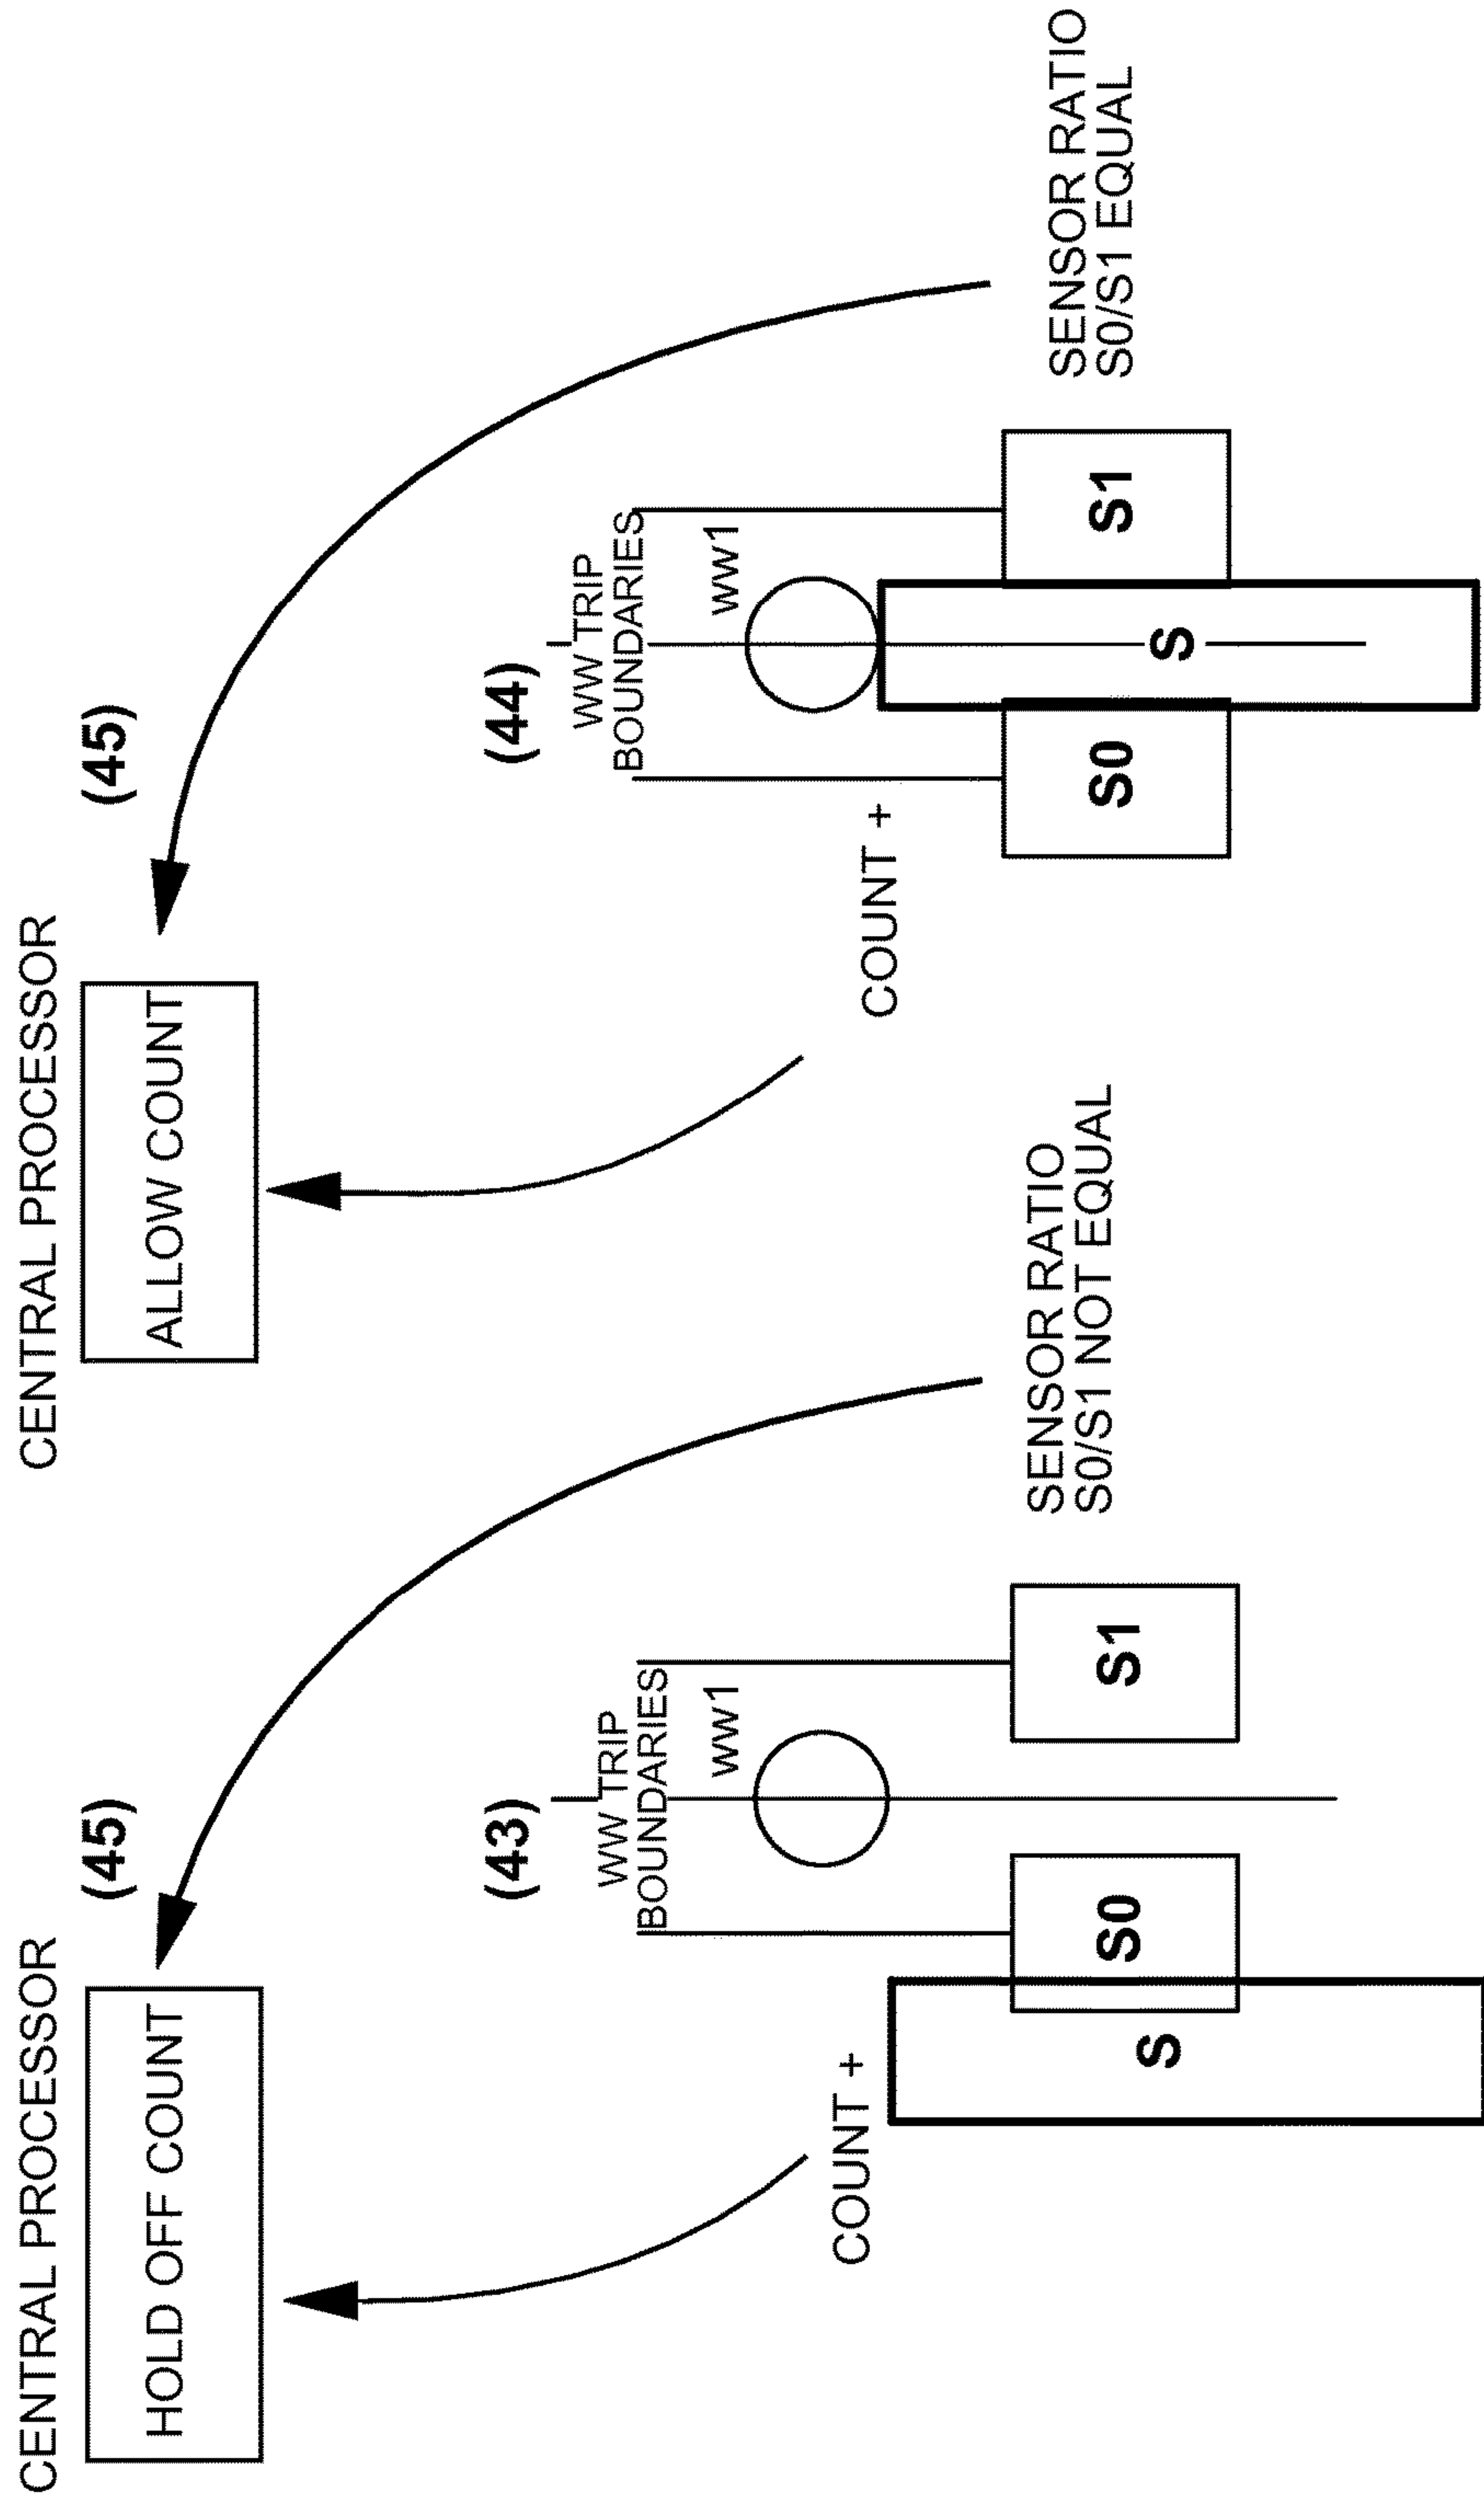 CENTRAL PROCESSOR
HOLD OFF COUNT
(45)
(43)
WW TRIP
BOUNDARIES
WW1
COUNT +
S
S0
S1
SENSOR RATIO
S0/S1 NOT EQUAL
CENTRAL PROCESSOR
ALLOW COUNT
(45)
(44)
WW TRIP
BOUNDARIES
WW1
COUNT +
S0
S
S1
SENSOR RATIO
S0/S1 EQUAL